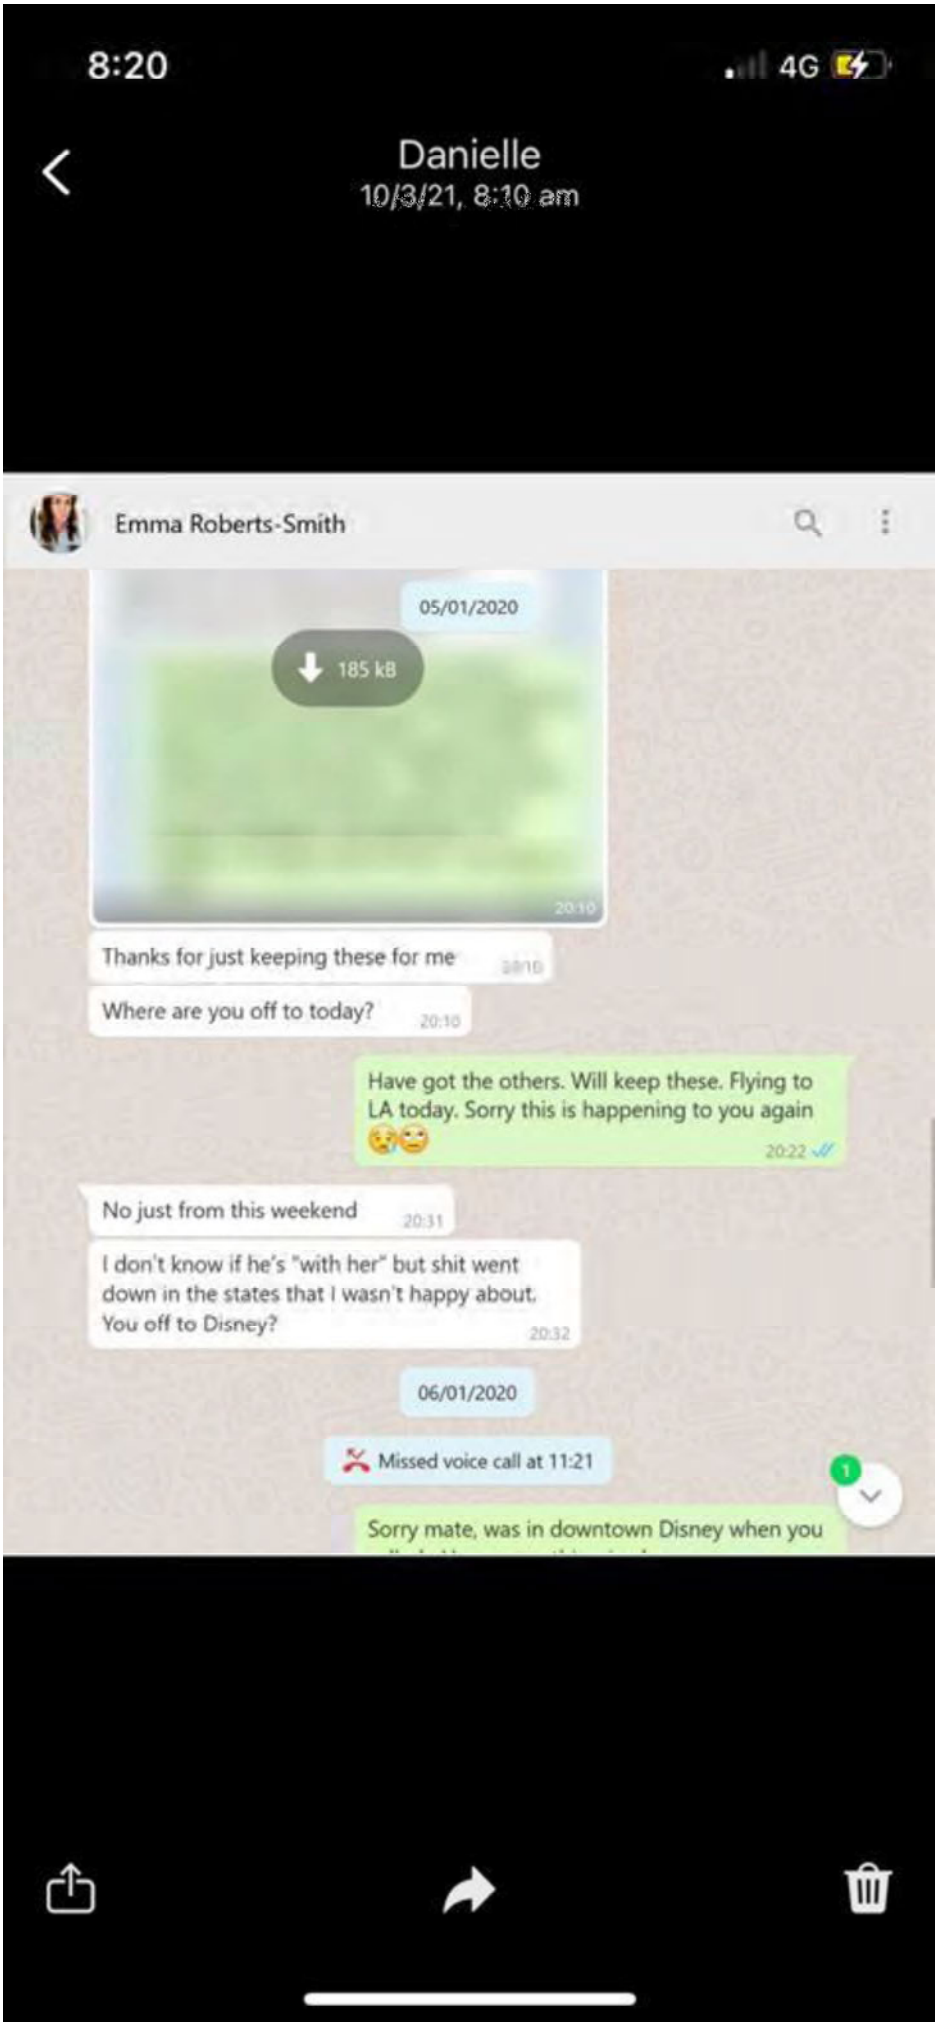 8:20
4G
Danielle
10/3/21, 8:10 am
Emma Roberts-Smith
05/01/2020
185 kB
20:10
Thanks for just keeping these for me
20:10
Where are you off to today?
20:10
Have got the others. Will keep these. Flying to
LA today. Sorry this is happening to you again
😢🙄
20:22
No just from this weekend
20:31
I don't know if he's "with her" but shit went
down in the states that I wasn't happy about.
You off to Disney?
20:32
06/01/2020
Missed voice call at 11:21
1
Sorry mate, was in downtown Disney when you